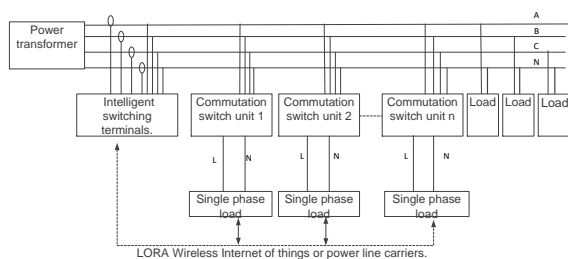 A
Power
transformer
B
C
N
Intelligent
switching
terminals.
Commutation
switch unit 1
Commutation
switch unit 2
Commutation
switch unit n
Load
Load
Load
L
N
L
N
L
N
Single phase
load
Single phase
load
Single phase
load
LORA Wireless Internet of things or power line carriers.